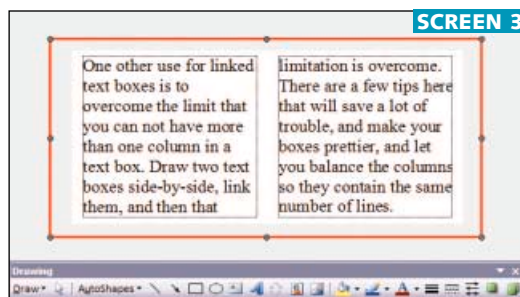 SCREEN 3
One other use for linked
text boxes is to
overcome the limit that
you can not have more
than one column in a
text box. Draw two text
boxes side-by-side, link
them, and then that
limitation is overcome.
There are a few tips here
that will save a lot of
trouble, and make your
boxes prettier, and let
you balance the columns
so they contain the same
number of lines.
Drawing
Draw AutoShapes